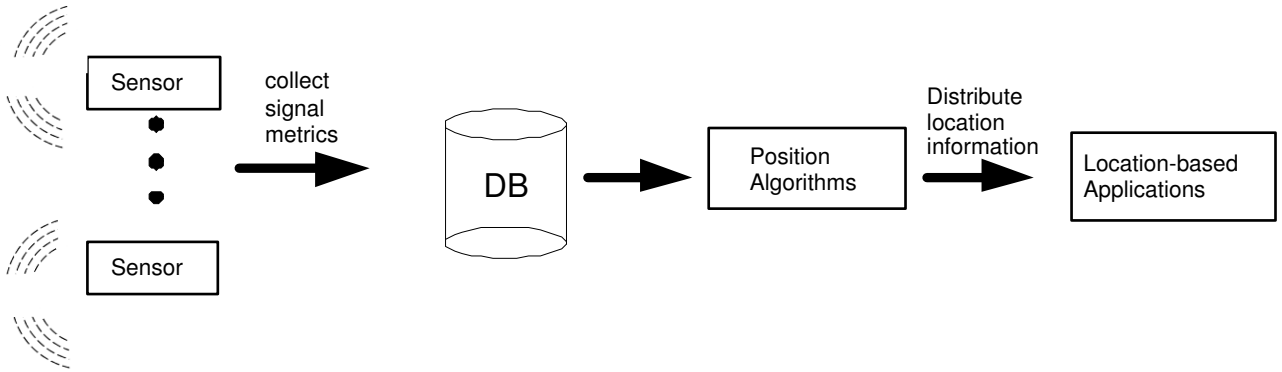 Sensor
collect
signal
metrics
Sensor
DB
Position
Algorithms
Distribute
location
information
Location-based
Applications